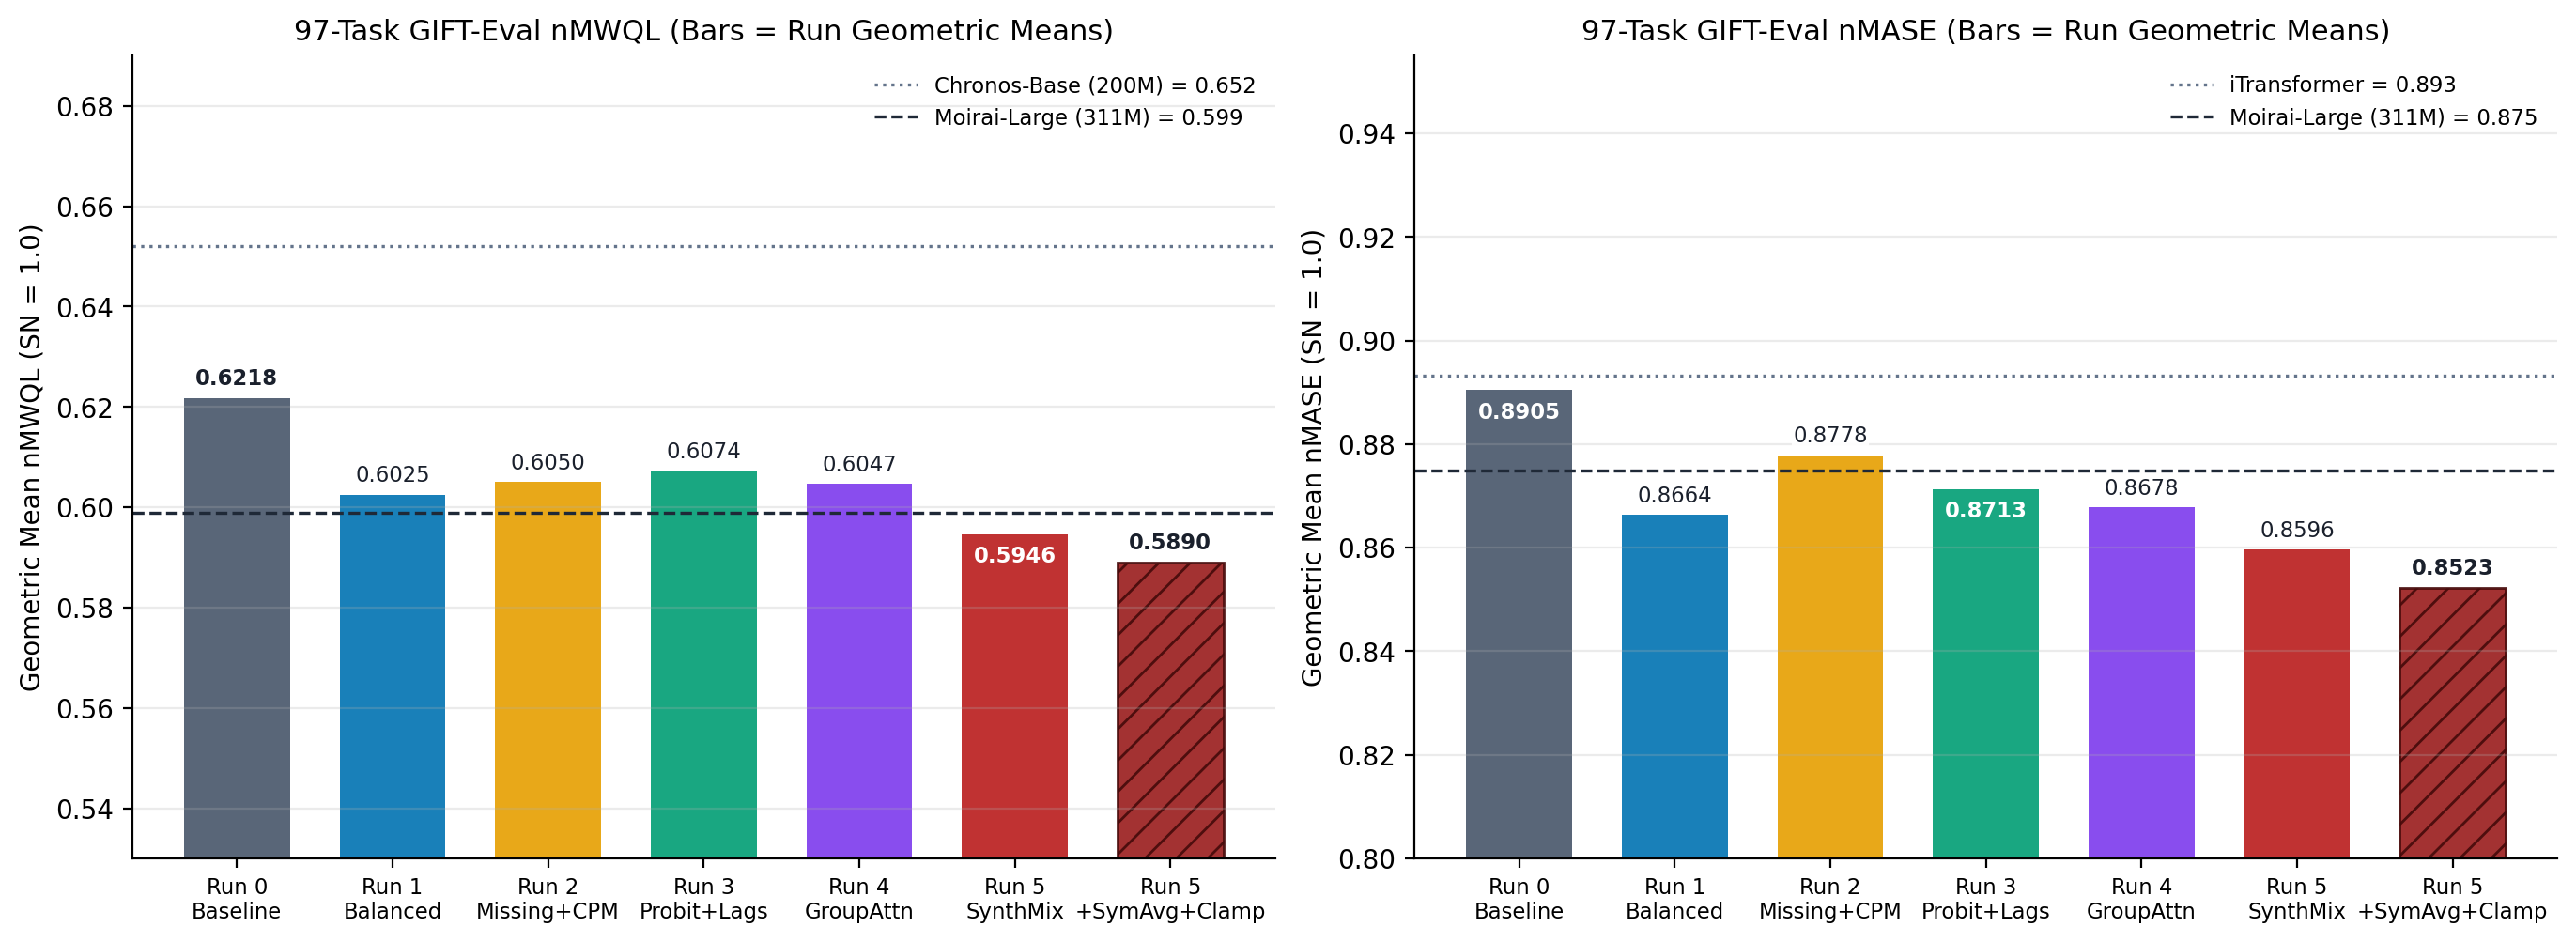 97-Task GIFT-Eval nMWQL (Bars = Run Geometric Means)
Geometric Mean nMWQL (SN = 1.0)
Chronos-Base (200M) = 0.652
Moirai-Large (311M) = 0.599
0.68
0.66
0.64
0.62
0.60
0.58
0.56
0.54
0.6218
0.6025
0.6050
0.6074
0.6047
0.5946
0.5890
Run 0
Baseline
Run 1
Balanced
Run 2
Missing+CPM
Run 3
Probit+Lags
Run 4
GroupAttn
Run 5
SynthMix
Run 5
+SymAvg+Clamp
97-Task GIFT-Eval nMASE (Bars = Run Geometric Means)
Geometric Mean nMASE (SN = 1.0)
iTransformer = 0.893
Moirai-Large (311M) = 0.875
0.94
0.92
0.90
0.88
0.86
0.84
0.82
0.80
0.8905
0.8664
0.8778
0.8713
0.8678
0.8596
0.8523
Run 0
Baseline
Run 1
Balanced
Run 2
Missing+CPM
Run 3
Probit+Lags
Run 4
GroupAttn
Run 5
SynthMix
Run 5
+SymAvg+Clamp